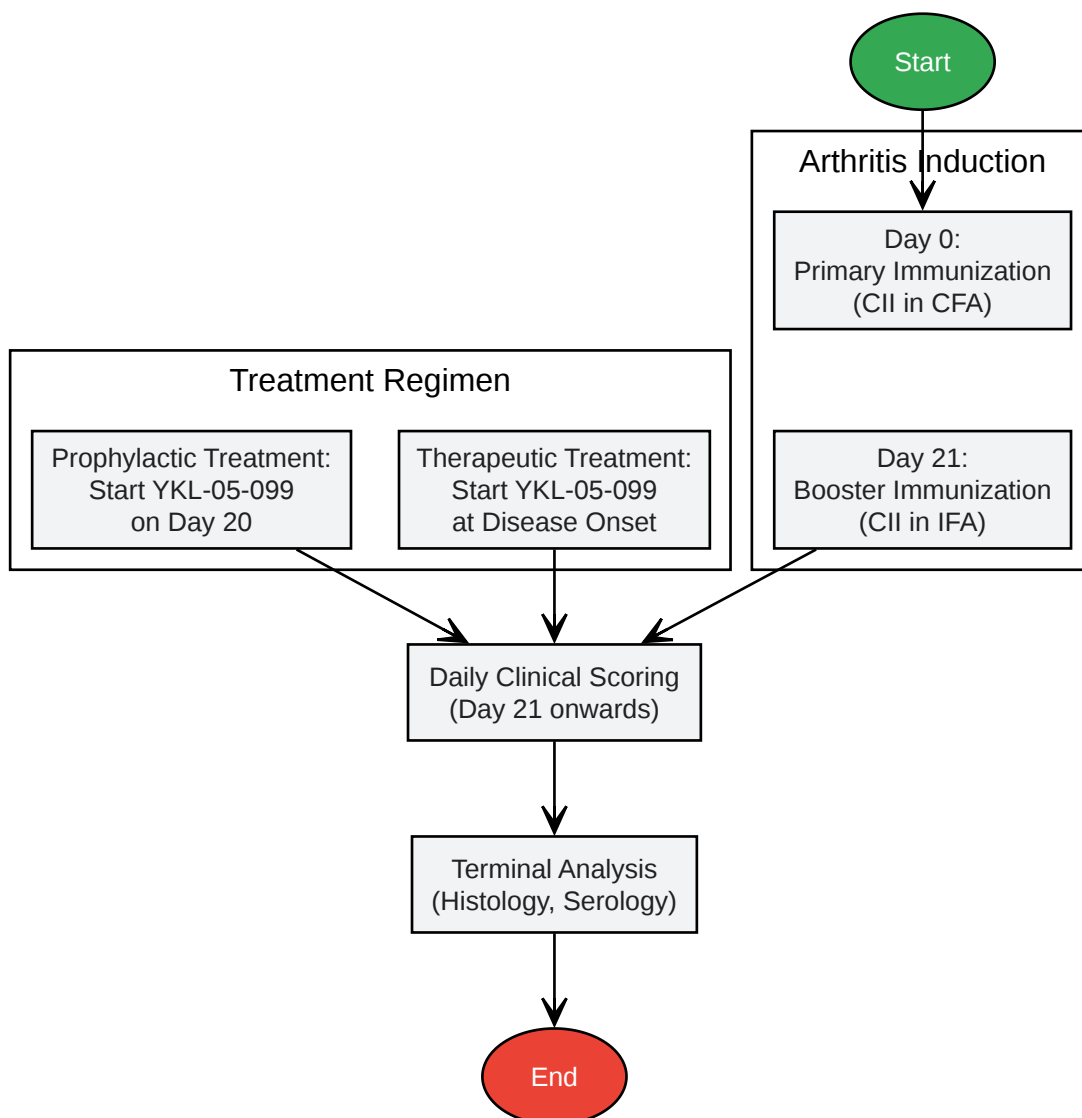 Start
Arthritis Induction
Day 0:
Primary Immunization
(CII in CFA)
Treatment Regimen
Prophylactic Treatment:
Start YKL-05-099
on Day 20
Therapeutic Treatment:
Start YKL-05-099
at Disease Onset
Day 21:
Booster Immunization
(CII in IFA)
Daily Clinical Scoring
(Day 21 onwards)
Terminal Analysis
(Histology, Serology)
End